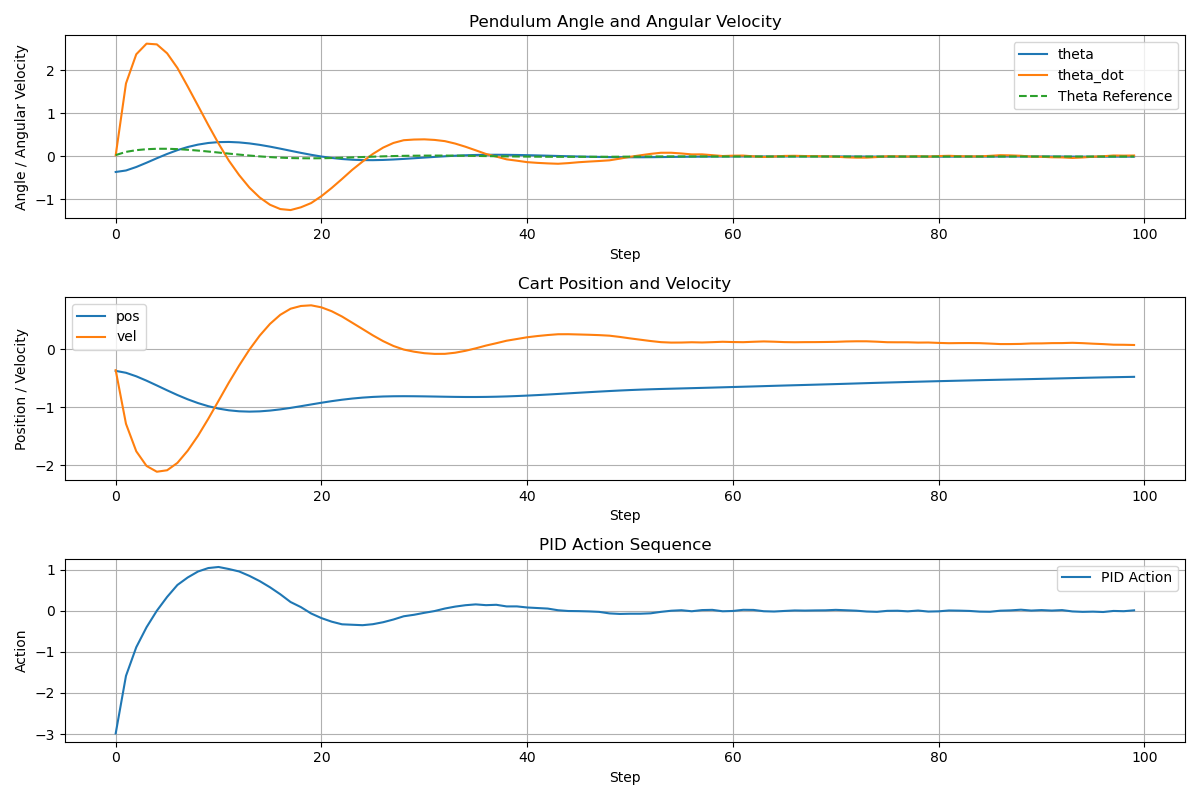 Pendulum Angle and Angular Velocity
Angle / Angular Velocity
2
1
0
−1
theta
theta_dot
Theta Reference
0 20 40 60 80 100
Step
Cart Position and Velocity
Position / Velocity
0
−1
−2
pos
vel
0 20 40 60 80 100
Step
PID Action Sequence
Action
1
0
−1
−2
−3
PID Action
0 20 40 60 80 100
Step